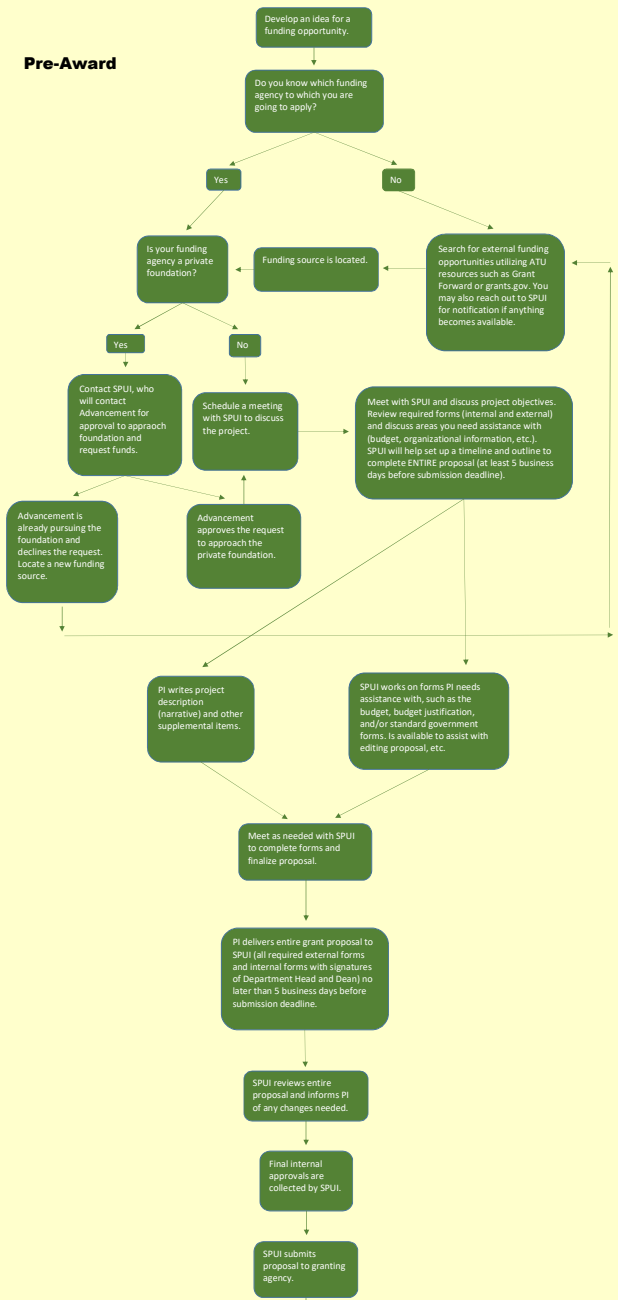 Develop an idea for a
funding opportunity.
Pre-Award
Do you know which funding
agency to which you are
going to apply?
Yes
No
Is your funding
agency a private
foundation?
Funding source is located.
Search for external funding
opportunities utilizing ATU
resources such as Grant
Forward or grants.gov. You
may also reach out to SPUI
for notification if anything
becomes available.
Yes
No
Contact SPUI, who
will contact
Advancement for
approval to appraoch
foundation and
request funds.
Schedule a meeting
with SPUI to discuss
the project.
Meet with SPUI and discuss project objectives.
Review required forms (internal and external)
and discuss areas you need assistance with
(budget, organizational information, etc.).
SPUI will help set up a timeline and outline to
complete ENTIRE proposal (at least 5 business
days before submission deadline).
Advancement is
already pursuing the
foundation and
declines the request.
Locate a new funding
source.
Advancement
approves the request
to approach the
private foundation.
PI writes project
description
(narrative) and other
supplemental items.
SPUI works on forms PI needs
assistance with, such as the
budget, budget justification,
and/or standard government
forms. Is available to assist with
editing proposal, etc.
Meet as needed with SPUI
to complete forms and
finalize proposal.
PI delivers entire grant proposal to
SPUI (all required external forms
and internal forms with signatures
of Department Head and Dean) no
later than 5 business days before
submission deadline.
SPUI reviews entire
proposal and informs PI
of any changes needed.
Final internal
approvals are
collected by SPUI.
SPUI submits
proposal to granting
agency.